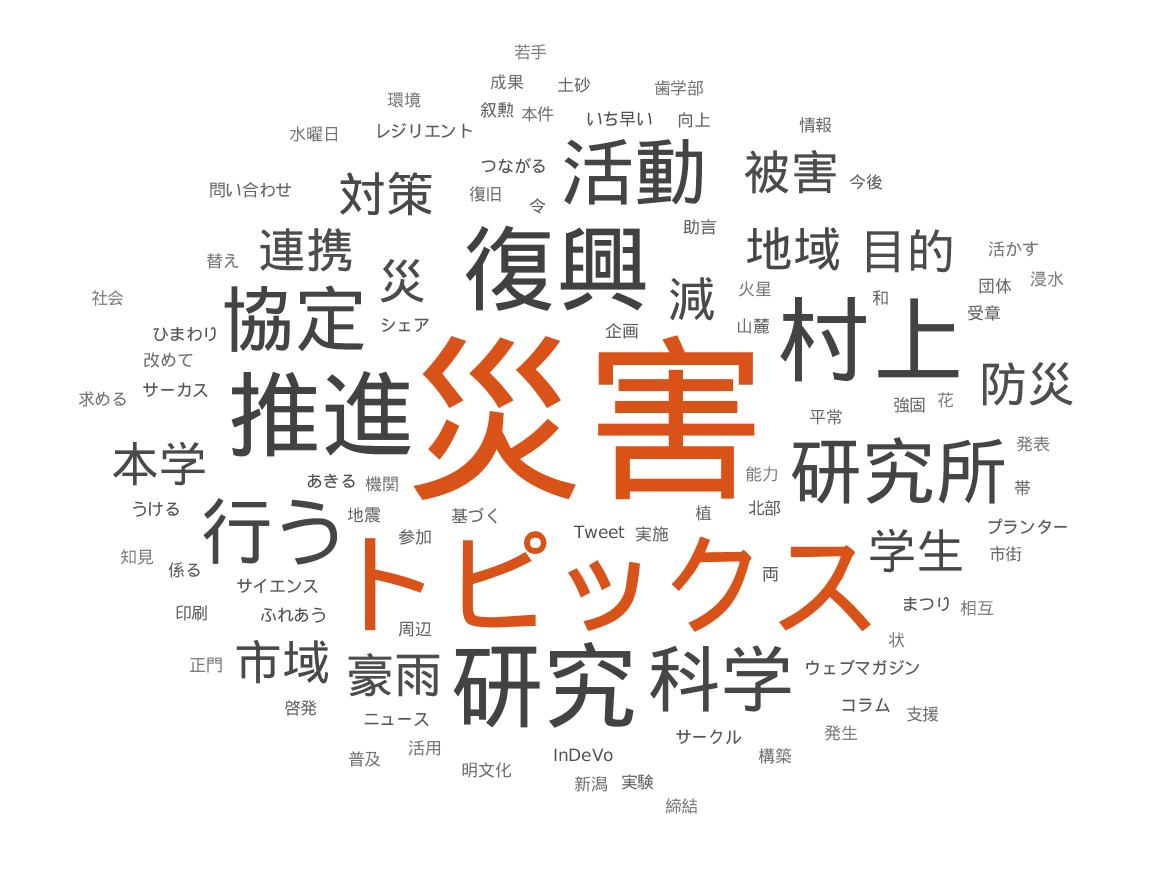 若手
成果
土砂
歯学部
環境
叙勲
本件
いち早い
向上
情報
水曜日
レジリエント
活動
つながる
被害
今後
問い合わせ
対策
復旧
令
助言
連携
復興
地域
目的
活かす
替え
災
減
火星
和
団体
浸水
社会
協定
シェア
企画
山麓
村上
受章
ひまわり
改めて
サーカス
求める
推進
災害
防災
平常
強固
花
本学
研究所
発表
あきる
機関
能力
帯
うける
行う
地震
基づく
植
北部
参加
Tweet
実施
学生
プランター
市街
知見
係る
トピックス
両
サイエンス
印刷
ふれあう
まつり
相互
周辺
状
正門
市域
豪雨
研究
科学
ウェブマガジン
啓発
ニュース
コラム
支援
サークル
発生
普及
活用
InDeVo
構築
明文化
新潟
実験
締結